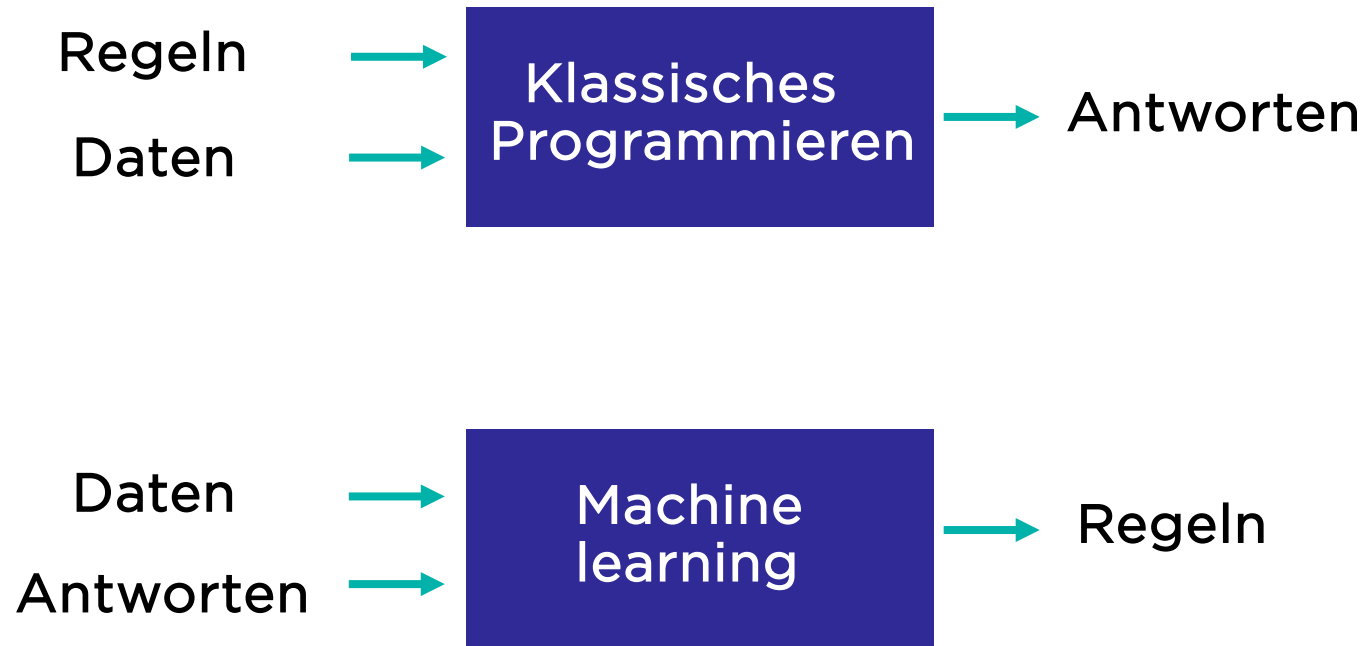 Regeln
Daten
Klassisches
Programmieren
Antworten
Daten
Antworten
Machine
learning
Regeln